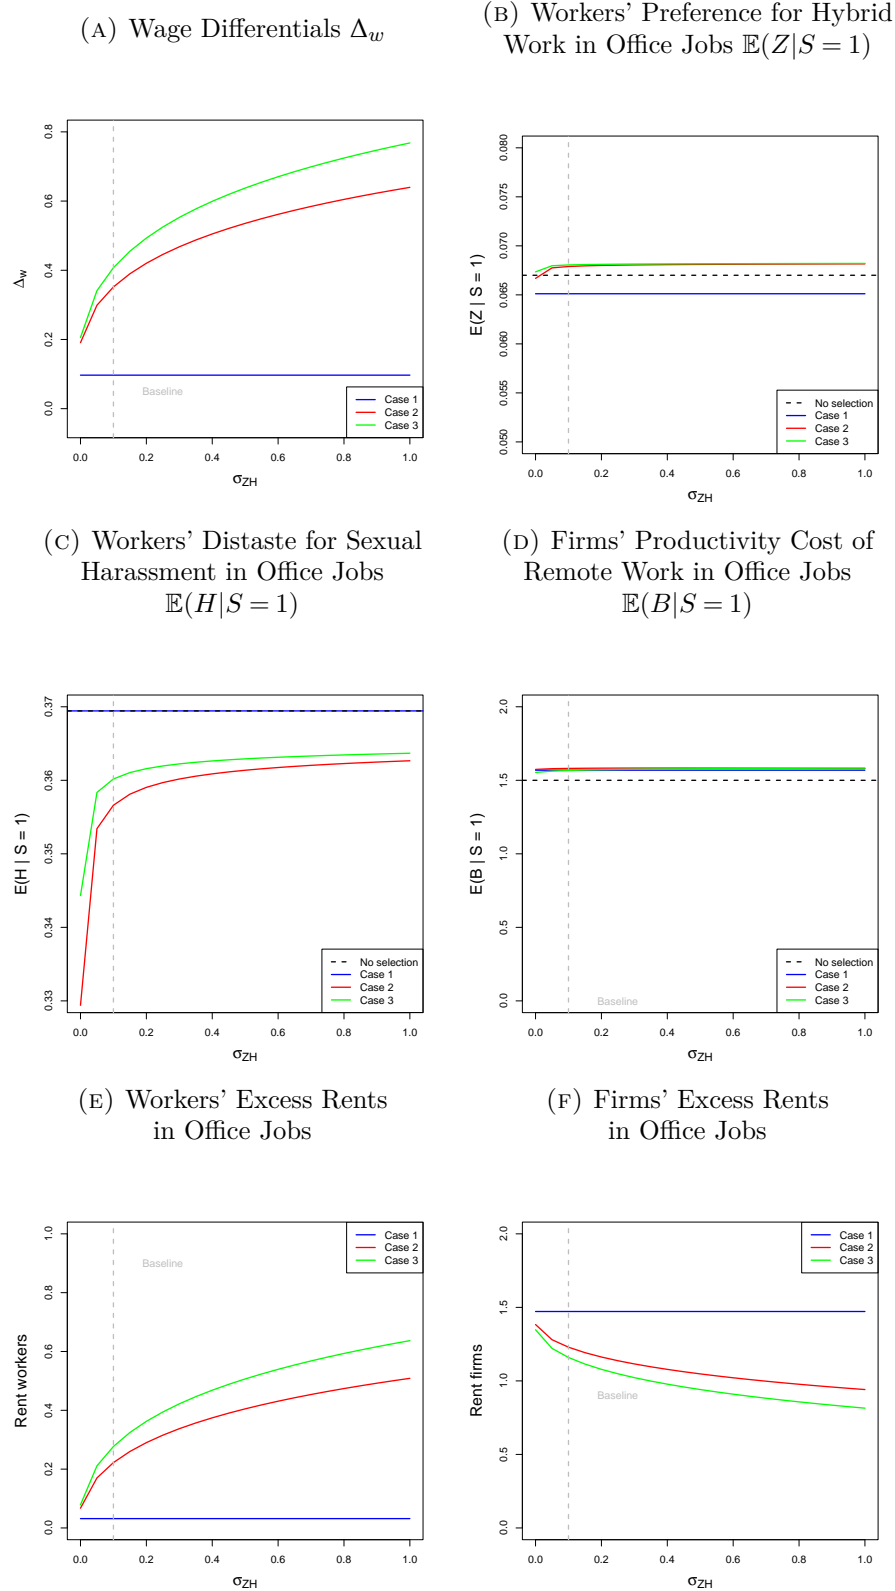 (A) Wage Differentials Δw
0.8
0.6
0.4
0.2
0.0
Δw
Baseline
Case 1
Case 2
Case 3
0.0 0.2 0.4 0.6 0.8 1.0
σZH
(B) Workers' Preference for Hybrid
Work in Office Jobs 𝔼(Z|S = 1)
0.080
0.075
0.070
0.065
0.060
0.055
0.050
E(Z | S = 1)
Baseline
No selection
Case 1
Case 2
Case 3
0.0 0.2 0.4 0.6 0.8 1.0
σZH
(C) Workers' Distaste for Sexual
Harassment in Office Jobs
𝔼(H|S = 1)
0.37
0.36
0.35
0.34
0.33
E(H | S = 1)
No selection
Case 1
Case 2
Case 3
0.0 0.2 0.4 0.6 0.8 1.0
σZH
(D) Firms' Productivity Cost of
Remote Work in Office Jobs
𝔼(B|S = 1)
2.0
1.5
1.0
0.5
0.0
E(B | S = 1)
Baseline
No selection
Case 1
Case 2
Case 3
0.0 0.2 0.4 0.6 0.8 1.0
σZH
(E) Workers' Excess Rents
in Office Jobs
1.0
0.8
0.6
0.4
0.2
0.0
Rent workers
Baseline
Case 1
Case 2
Case 3
0.0 0.2 0.4 0.6 0.8 1.0
σZH
(F) Firms' Excess Rents
in Office Jobs
2.0
1.5
1.0
0.5
0.0
Rent firms
Baseline
Case 1
Case 2
Case 3
0.0 0.2 0.4 0.6 0.8 1.0
σZH